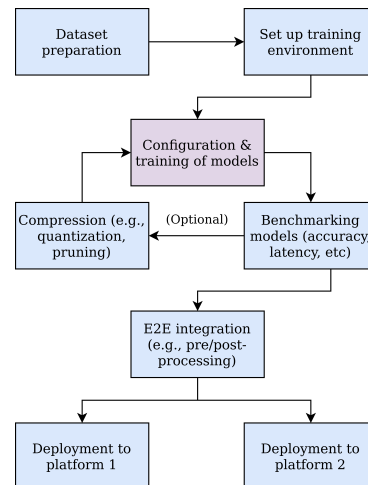 Dataset
preparation
Set up training
environment
Configuration &
training of models
Compression (e.g.,
quantization,
pruning)
(Optional)
Benchmarking
models (accuracy,
latency, etc)
E2E integration
(e.g., pre/post-
processing)
Deployment to
platform 1
Deployment to
platform 2